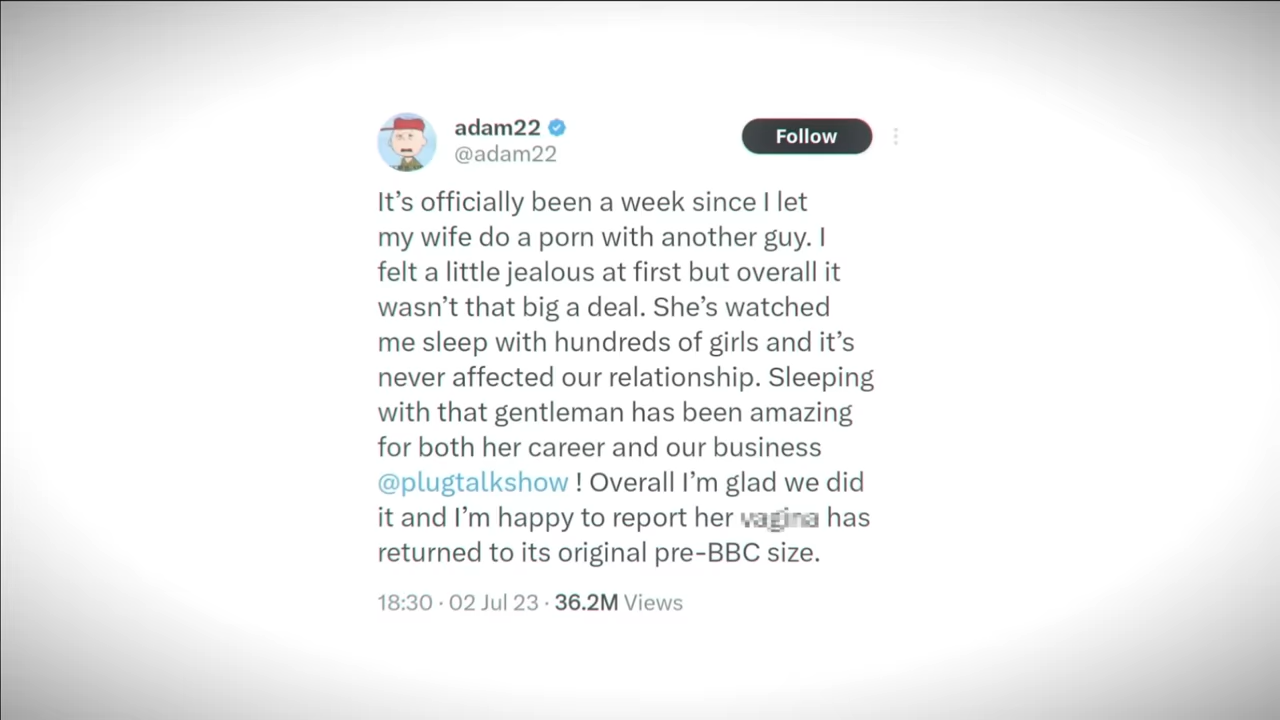 adam22
Follow
@adam22
It’s officially been a week since I let
my wife do a porn with another guy. I
felt a little jealous at first but overall it
wasn’t that big a deal. She’s watched
me sleep with hundreds of girls and it’s
never affected our relationship. Sleeping
with that gentleman has been amazing
for both her career and our business
@plugtalkshow ! Overall I’m glad we did
it and I’m happy to report her vagina has
returned to its original pre-BBC size.
18:30 · 02 Jul 23 · 36.2M Views